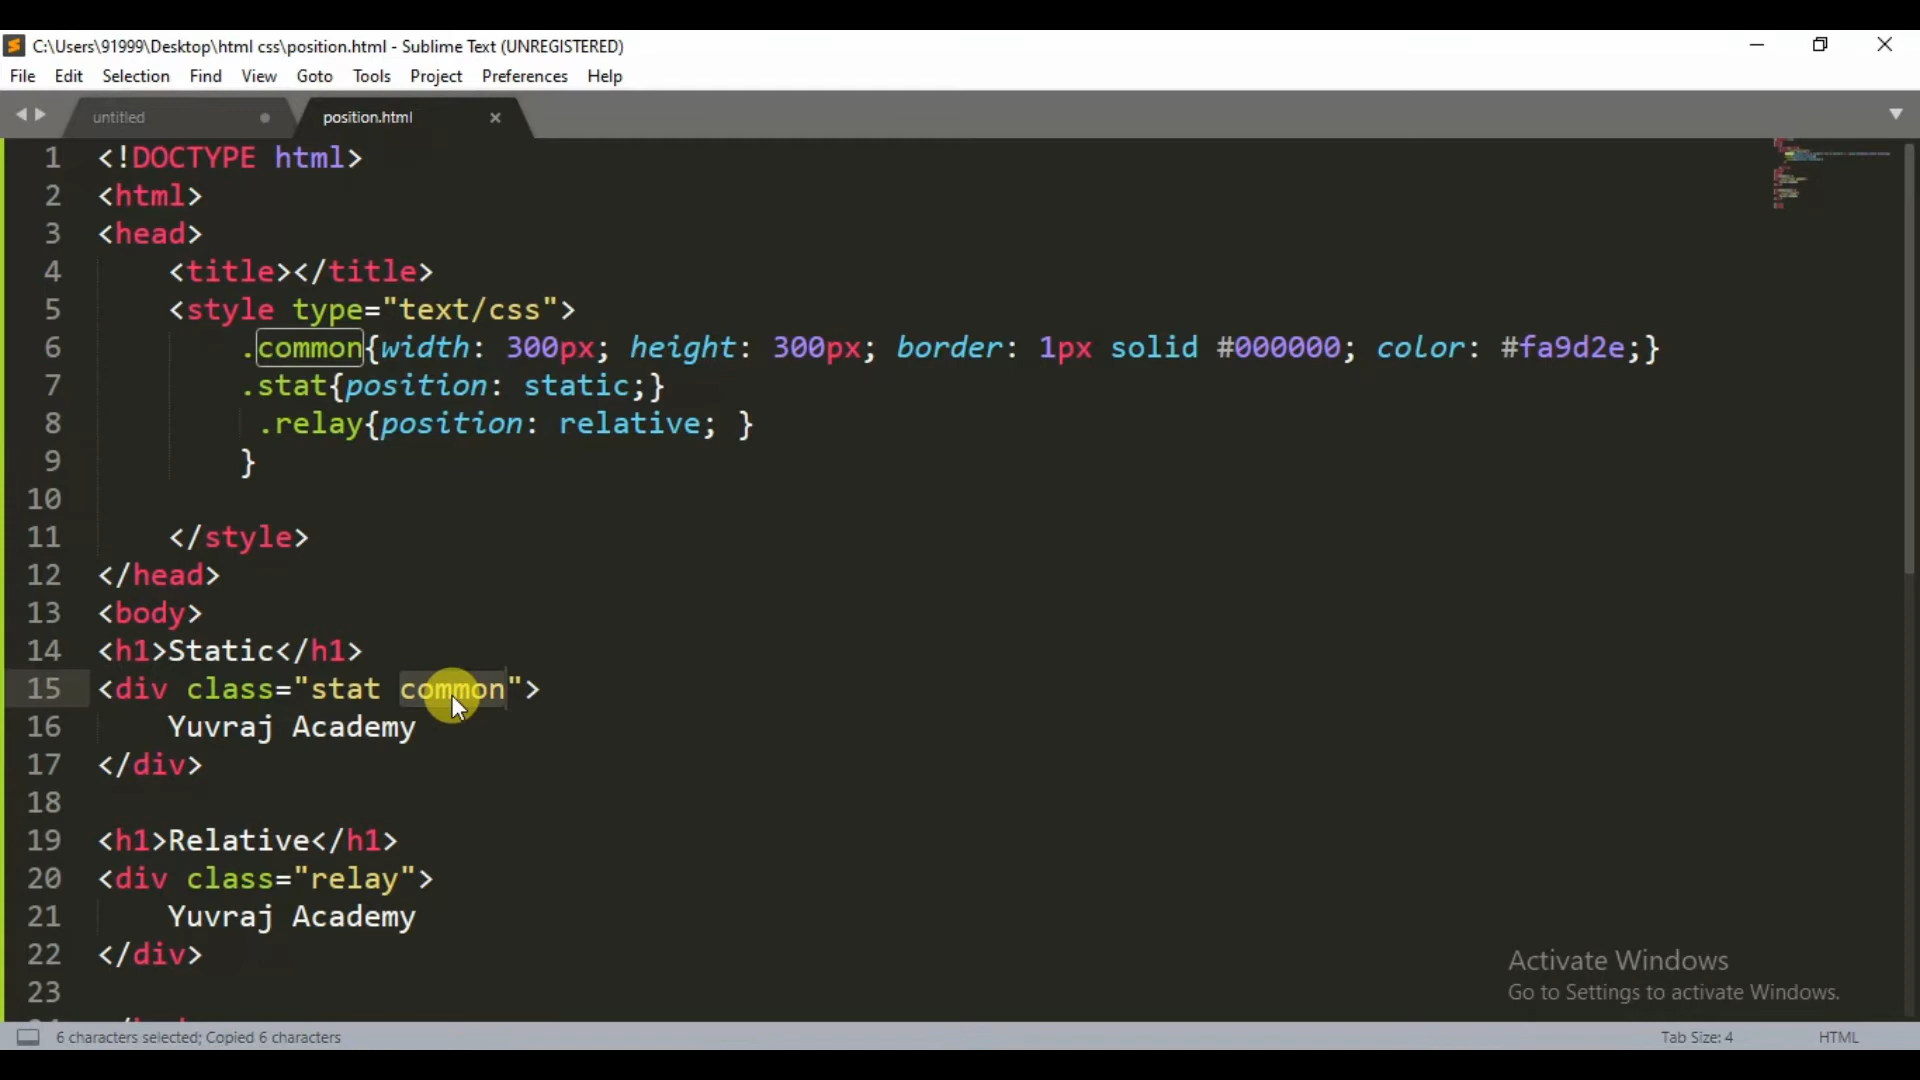 C:\Users\91999\Desktop\html css\position.html - Sublime Text (UNREGISTERED)
File Edit Selection Find View Goto Tools Project Preferences Help
untitled position.html
1 <!DOCTYPE html>
2 <html>
3 <head>
4 <title></title>
5 <style type="text/css">
6 .common{width: 300px; height: 300px; border: 1px solid #000000; color: #fa9d2e;}
7 .stat{position: static;}
8 .relay{position: relative; }
9 }
10
11 </style>
12 </head>
13 <body>
14 <h1>Static</h1>
15 <div class="stat common">
16 Yuvraj Academy
17 </div>
18
19 <h1>Relative</h1>
20 <div class="relay">
21 Yuvraj Academy
22 </div>
23
Activate Windows
Go to Settings to activate Windows.
6 characters selected; Copied 6 characters Tab Size: 4 HTML